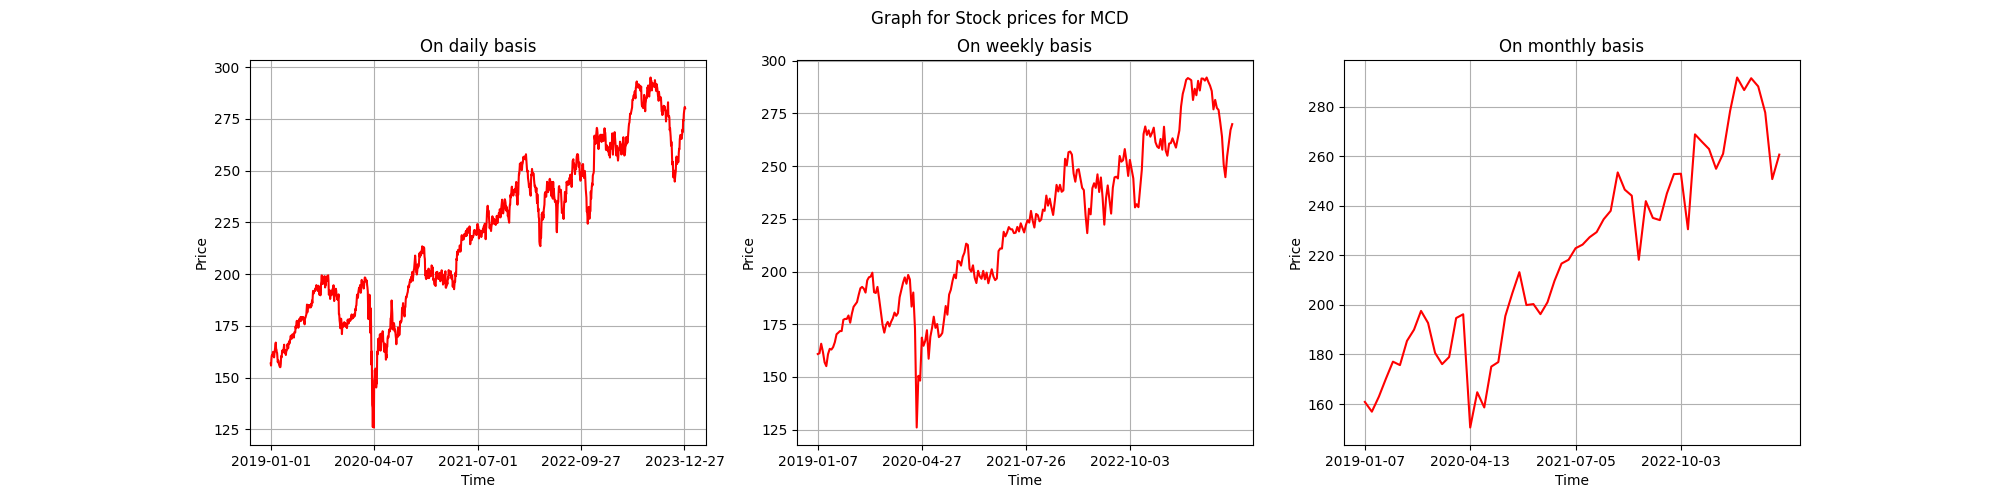 Graph for Stock prices for MCD
On daily basis
300
275
250
225
200
175
150
125
Price
2019-01-01 2020-04-07 2021-07-01 2022-09-27 2023-12-27
Time
On weekly basis
300
275
250
225
200
175
150
125
Price
2019-01-07 2020-04-27 2021-07-26 2022-10-03
Time
On monthly basis
280
260
240
220
200
180
160
Price
2019-01-07 2020-04-13 2021-07-05 2022-10-03
Time